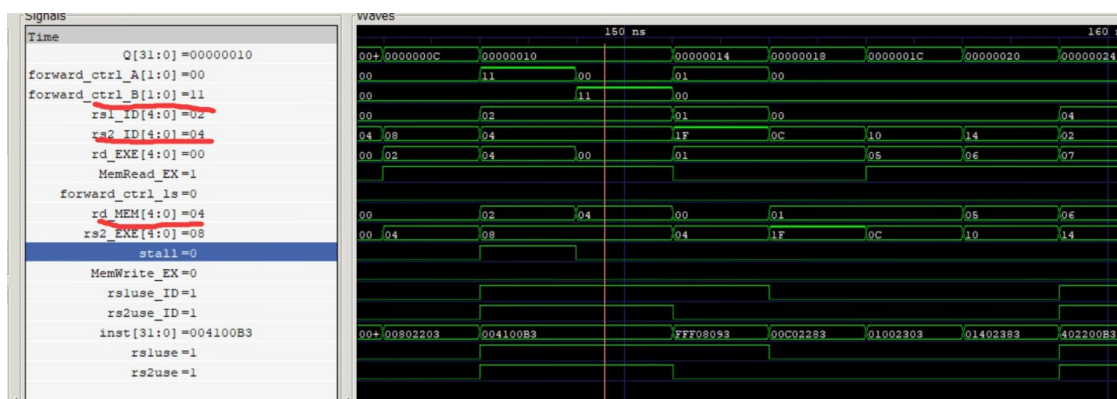 Signals Waves
Time 150 ns 160
Q[31:0] =00000010 00+ 0000000C 00000010 00000014 00000018 0000001C 00000020 00000024
forward_ctrl_A[1:0] =00 00 11 00 01 00
forward_ctrl_B[1:0] =11 00 11 00
rs1_ID[4:0] =02 00 02 01 00 04
rs2_ID[4:0] =04 04 08 04 1F 0C 10 14 02
rd_EXE[4:0] =00 00 02 04 00 01 05 06 07
MemRead_EX =1
forward_ctrl_ls =0
rd_MEM[4:0] =04 00 02 04 00 01 05 06
rs2_EXE[4:0] =08 00 04 08 04 1F 0C 10 14
stall =0
MemWrite_EX =0
rs1use_ID =1
rs2use_ID =1
inst[31:0] =004100B3 00+ 00802203 004100B3 FFF08093 00C02283 01002303 01402383 402200B3
rs1use =1
rs2use =1